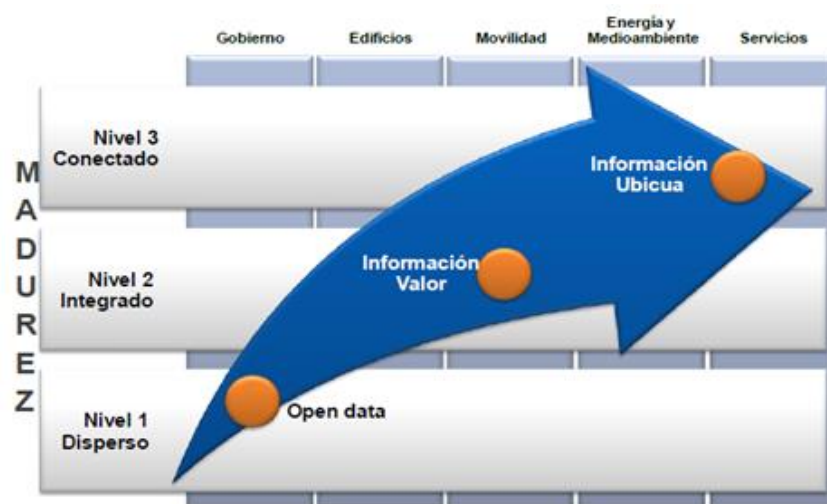 Gobierno
Edificios
Movilidad
Energía y
Medioambiente
Servicios
MADUREZ
Nivel 3
Conectado
Información
Ubicua
Nivel 2
Integrado
Información
Valor
Nivel 1
Disperso
Open data